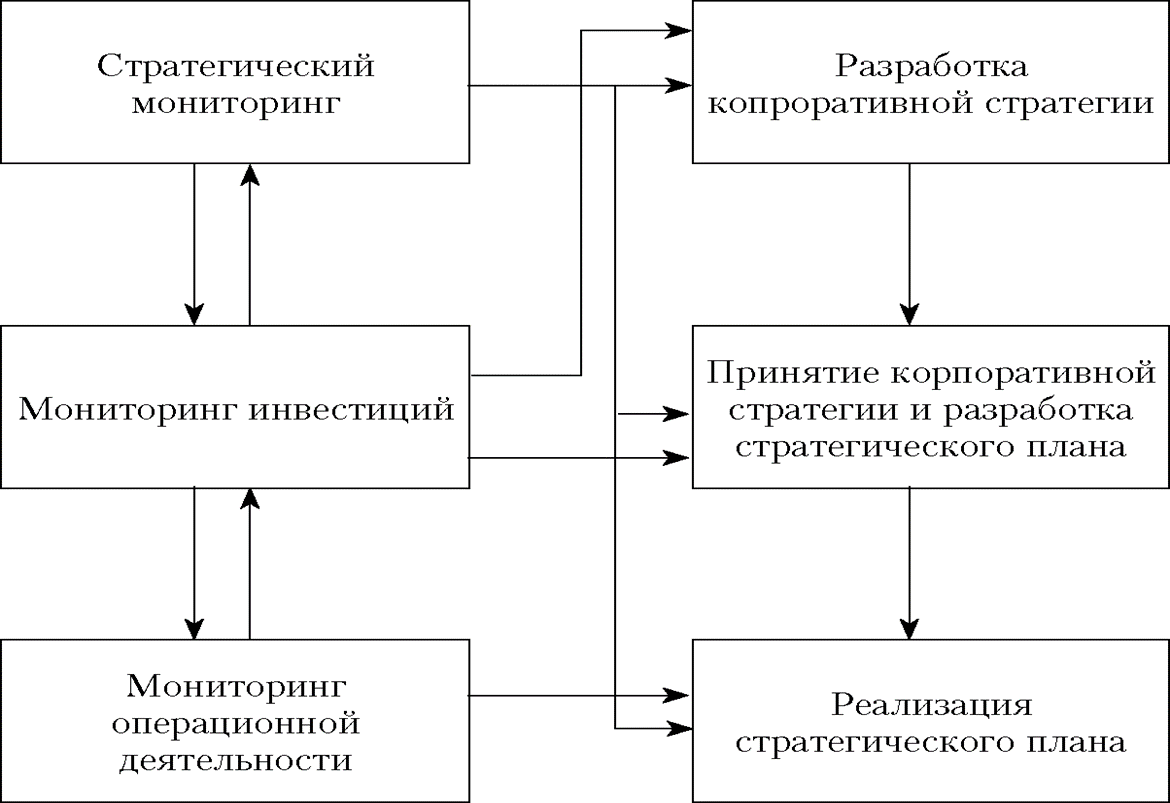 Стратегический
мониторинг
Разработка
копроративной стратегии
Мониторинг инвестиций
Принятие корпоративной
стратегии и разработка
стратегического плана
Мониторинг
операционной
деятельности
Реализация
стратегического плана